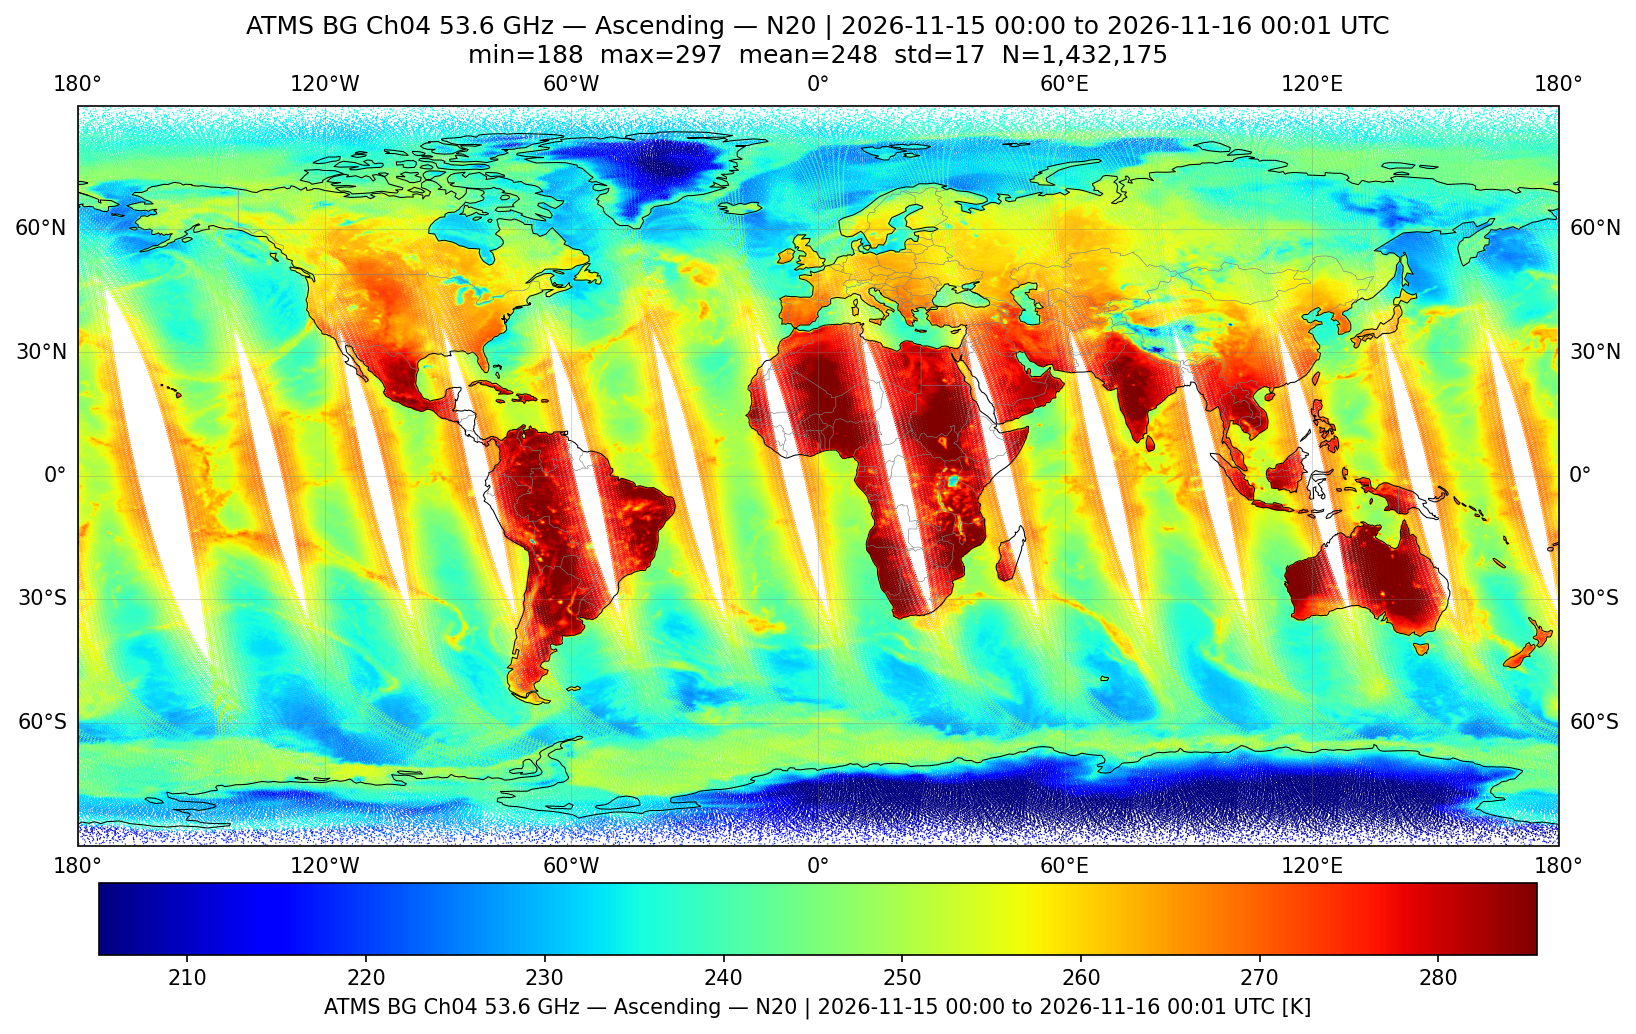 ATMS BG Ch04 53.6 GHz — Ascending — N20 | 2026-11-15 00:00 to 2026-11-16 00:01 UTC
min=188 max=297 mean=248 std=17 N=1,432,175
180° 120°W 60°W 0° 60°E 120°E 180°
60°N 60°N
30°N 30°N
0° 0°
30°S 30°S
60°S 60°S
180° 120°W 60°W 0° 60°E 120°E 180°
210 220 230 240 250 260 270 280
ATMS BG Ch04 53.6 GHz — Ascending — N20 | 2026-11-15 00:00 to 2026-11-16 00:01 UTC [K]